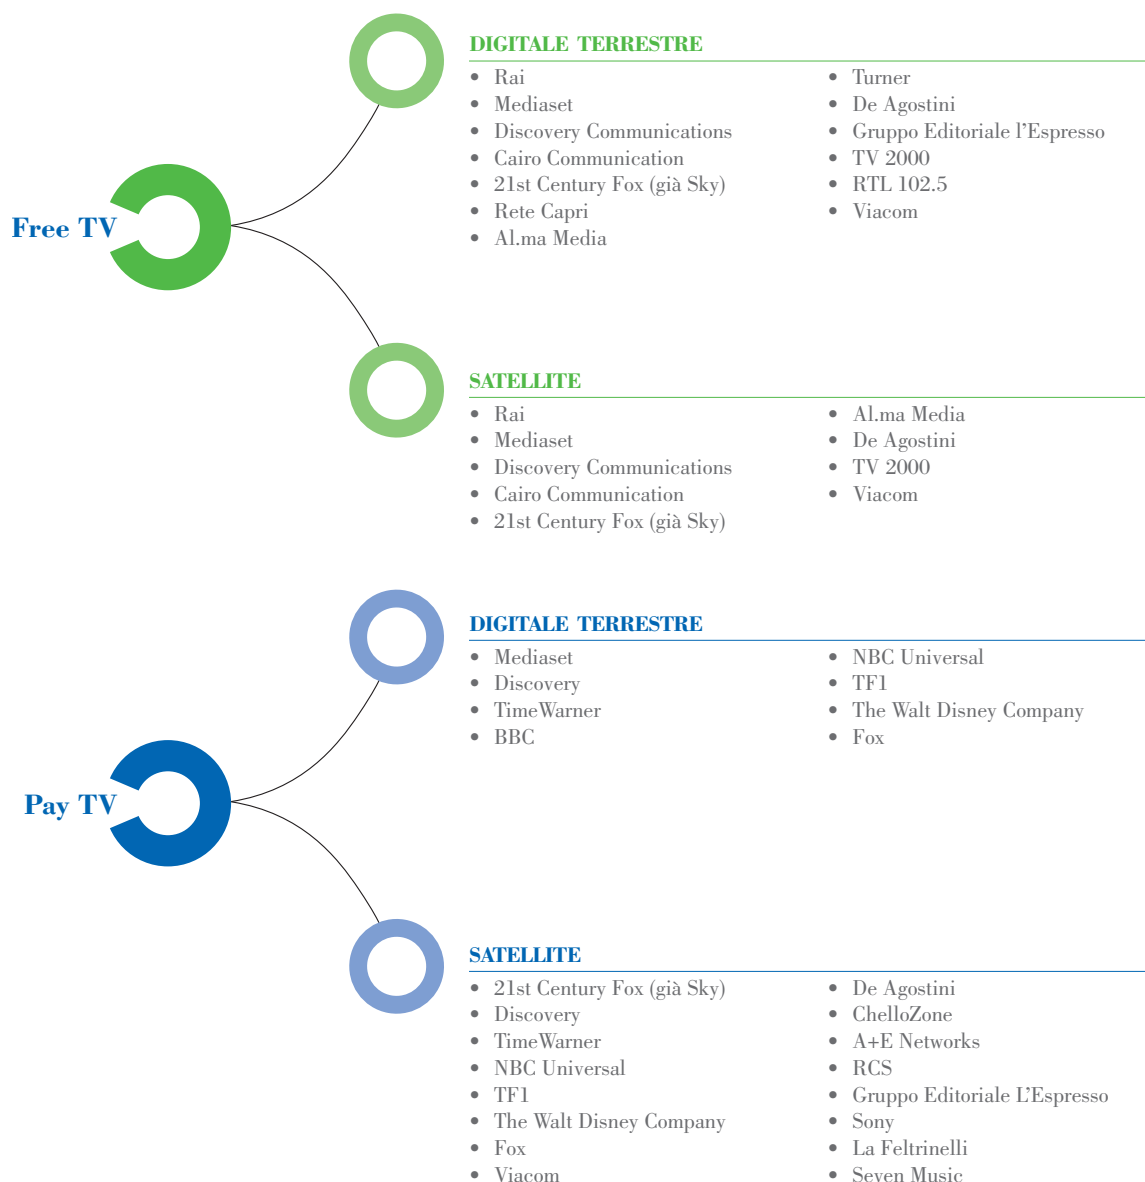 Free TV
DIGITALE TERRESTRE
• Rai
• Mediaset
• Discovery Communications
• Cairo Communication
• 21st Century Fox (già Sky)
• Rete Capri
• Al.ma Media
• Turner
• De Agostini
• Gruppo Editoriale l’Espresso
• TV 2000
• RTL 102.5
• Viacom
SATELLITE
• Rai
• Mediaset
• Discovery Communications
• Cairo Communication
• 21st Century Fox (già Sky)
• Al.ma Media
• De Agostini
• TV 2000
• Viacom
Pay TV
DIGITALE TERRESTRE
• Mediaset
• Discovery
• TimeWarner
• BBC
• NBC Universal
• TF1
• The Walt Disney Company
• Fox
SATELLITE
• 21st Century Fox (già Sky)
• Discovery
• TimeWarner
• NBC Universal
• TF1
• The Walt Disney Company
• Fox
• Viacom
• De Agostini
• ChelloZone
• A+E Networks
• RCS
• Gruppo Editoriale L’Espresso
• Sony
• La Feltrinelli
• Seven Music